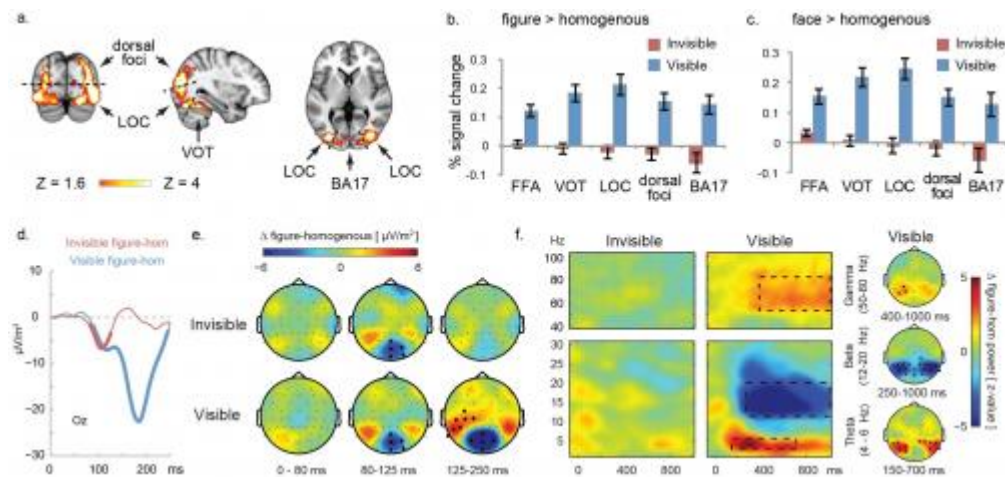 a.
dorsal foci
LOC
VOT
LOC
BA17
LOC
Z = 1.6
Z = 4
b.
figure > homogenous
Invisible
Visible
% signal change
0.3
0.2
0.1
0
-0.1
FFA
VOT
LOC
dorsal foci
BA17
c.
face > homogenous
Invisible
Visible
0.3
0.2
0.1
0
-0.1
FFA
VOT
LOC
dorsal foci
BA17
d.
Invisible figure-hom
Visible figure-hom
µV/m²
10
0
−10
−20
−30
Oz
0
100
200
ms
e.
Δ figure-homogenous [ µV/m²]
−6
0
6
Invisible
Visible
0 - 80 ms
80-125 ms
125-250 ms
f.
Hz
Invisible
Visible
Visible
100
80
60
40
30
25
20
15
10
5
0
400
800
0
400
800
ms
Gamma
(50-80 Hz)
400-1000 ms
Beta
(12-20 Hz)
250-1000 ms
Theta
(4 - 6 Hz)
150-700 ms
5
0
−5
Δ figure-hom power [ z-value ]